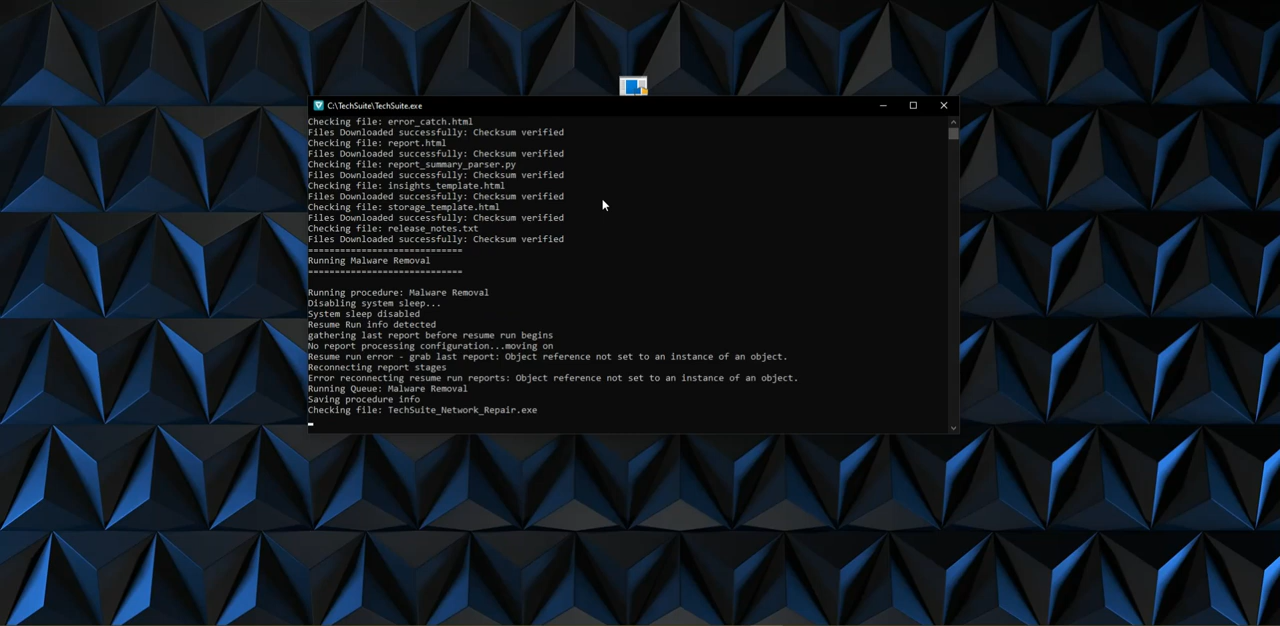 C:\TechSuite\TechSuite.exe
Checking file: error_catch.html
Files Downloaded successfully: Checksum verified
Checking file: report.html
Files Downloaded successfully: Checksum verified
Checking file: report_summary_parser.py
Files Downloaded successfully: Checksum verified
Checking file: insights_template.html
Files Downloaded successfully: Checksum verified
Checking file: storage_template.html
Files Downloaded successfully: Checksum verified
Checking file: release_notes.txt
Files Downloaded successfully: Checksum verified
=============================
Running Malware Removal
=============================
Running procedure: Malware Removal
Disabling system sleep...
System sleep disabled
Resume Run info detected
gathering last report before resume run begins
No report processing configuration...moving on
Resume run error - grab last report: Object reference not set to an instance of an object.
Reconnecting report stages
Error reconnecting resume run reports: Object reference not set to an instance of an object.
Running Queue: Malware Removal
Saving procedure info
Checking file: TechSuite_Network_Repair.exe